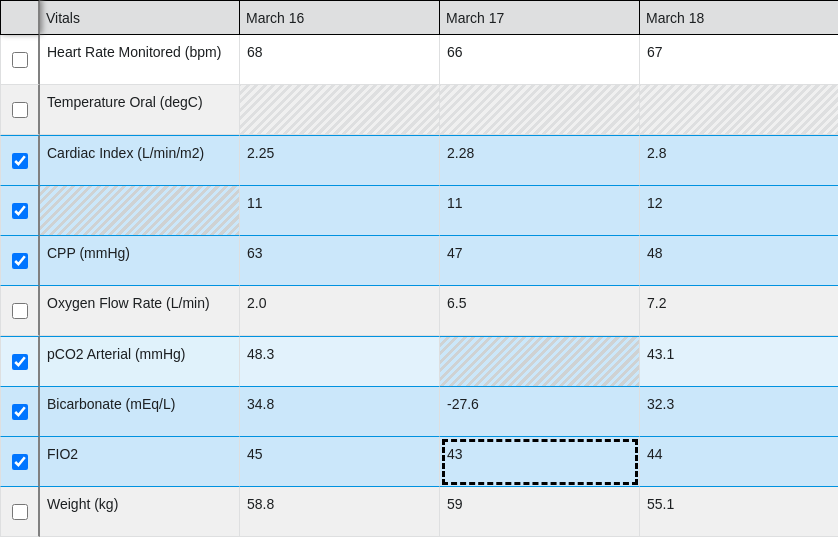 Vitals March 16 March 17 March 18
Heart Rate Monitored (bpm) 68 66 67
Temperature Oral (degC)
Cardiac Index (L/min/m2) 2.25 2.28 2.8
11 11 12
CPP (mmHg) 63 47 48
Oxygen Flow Rate (L/min) 2.0 6.5 7.2
pCO2 Arterial (mmHg) 48.3 43.1
Bicarbonate (mEq/L) 34.8 -27.6 32.3
FIO2 45 43 44
Weight (kg) 58.8 59 55.1